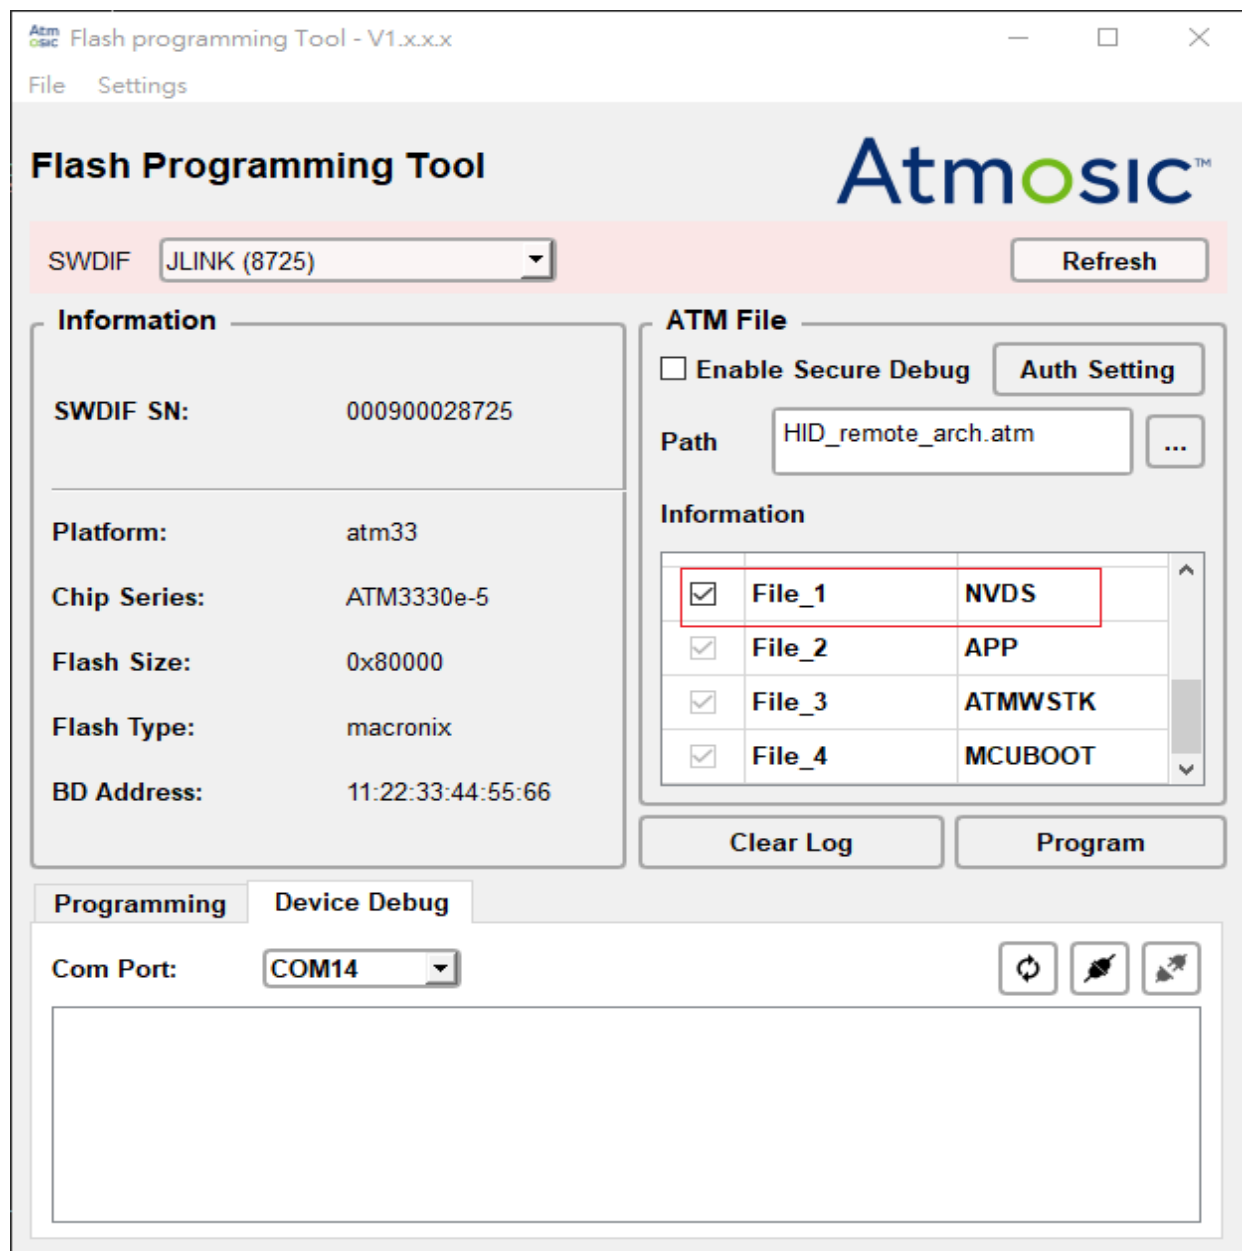 Atmosic Flash programming Tool - V1.x.x.x
File Settings
Flash Programming Tool
Atmosic™
SWDIF JLINK (8725) Refresh
Information
SWDIF SN: 000900028725
Platform: atm33
Chip Series: ATM3330e-5
Flash Size: 0x80000
Flash Type: macronix
BD Address: 11:22:33:44:55:66
ATM File
Enable Secure Debug Auth Setting
Path HID_remote_arch.atm ...
Information
File_1 NVDS
File_2 APP
File_3 ATMWSTK
File_4 MCUBOOT
Clear Log Program
Programming Device Debug
Com Port: COM14